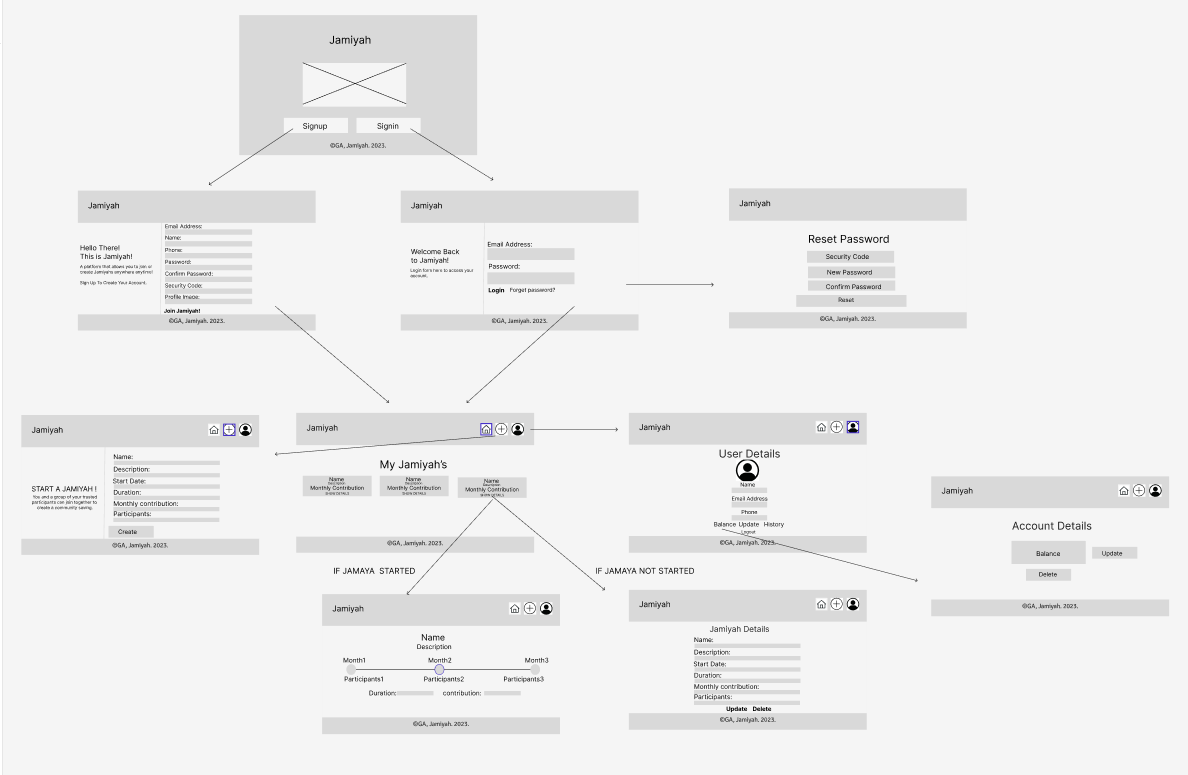 Jamiyah
Signup
Signin
©GA, Jamiyah. 2023.
Jamiyah
Hello There!
This is Jamiyah!
A platform that allows you to join or
create Jamiyahs anywhere anytime!
Sign Up To Create Your Account.
Email Address:
Name:
Phone:
Password:
Confirm Password:
Security Code:
Profile Image:
Join Jamiyah!
©GA, Jamiyah. 2023.
Jamiyah
Welcome Back
to Jamiyah!
Login form here to access your
account.
Email Address:
Password:
Login Forget password?
©GA, Jamiyah. 2023.
Jamiyah
Reset Password
Security Code
New Password
Confirm Password
Reset
©GA, Jamiyah. 2023.
Jamiyah
START A JAMIYAH !
You and a group of your trusted
participants can join together to
create a community saving.
Name:
Description:
Start Date:
Duration:
Monthly contribution:
Participants:
Create
©GA, Jamiyah. 2023.
Jamiyah
My Jamiyah's
Name
Description
Monthly Contribution
SHOW DETAILS
Name
Description
Monthly Contribution
SHOW DETAILS
Name
Description
Monthly Contribution
SHOW DETAILS
©GA, Jamiyah. 2023.
Jamiyah
User Details
Name
Email Address
Phone
Balance Update History
Logout
©GA, Jamiyah. 2023.
Jamiyah
Account Details
Balance
Update
Delete
©GA, Jamiyah. 2023.
IF JAMAYA STARTED
IF JAMAYA NOT STARTED
Jamiyah
Name
Description
Month1
Month2
Month3
Participants1
Participants2
Participants3
Duration:
contribution:
©GA, Jamiyah. 2023.
Jamiyah
Jamiyah Details
Name:
Description:
Start Date:
Duration:
Monthly contribution:
Participants:
Update Delete
©GA, Jamiyah. 2023.